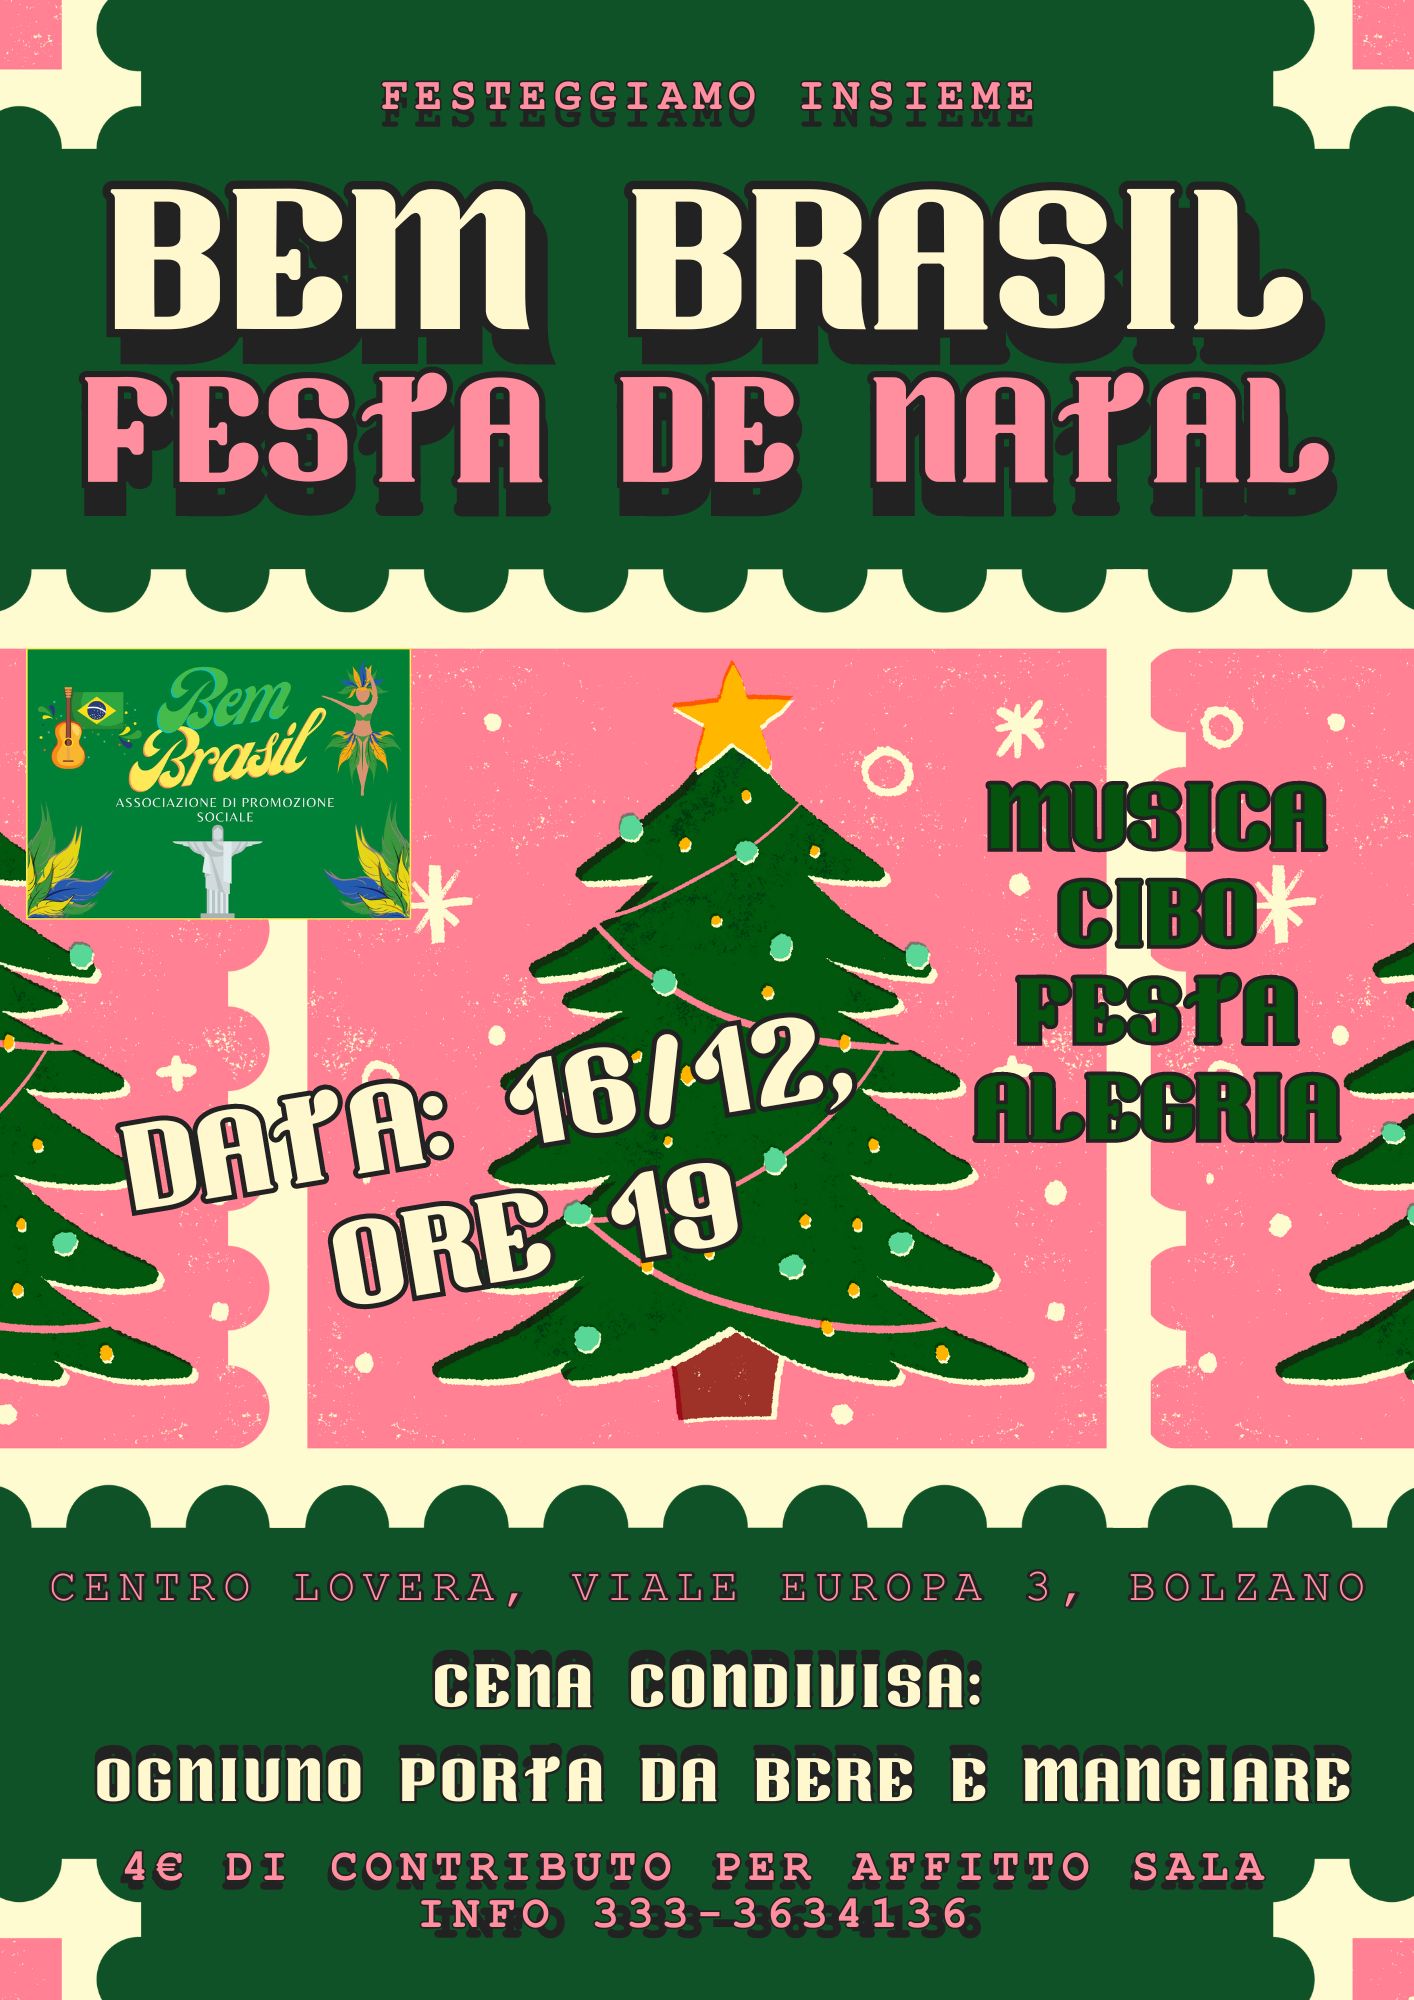 FESTEGGIAMO INSIEME
BEM BRASIL
FESTA DE NATAL
Bem
Brasil
ASSOCIAZIONE DI PROMOZIONE
SOCIALE
MUSICA
CIBO
FESTA
ALEGRIA
DATA: 16/12,
ORE 19
CENTRO LOVERA, VIALE EUROPA 3, BOLZANO
CENA CONDIVISA:
OGNIUNO PORTA DA BERE E MANGIARE
4€ DI CONTRIBUTO PER AFFITTO SALA
INFO 333-3634136